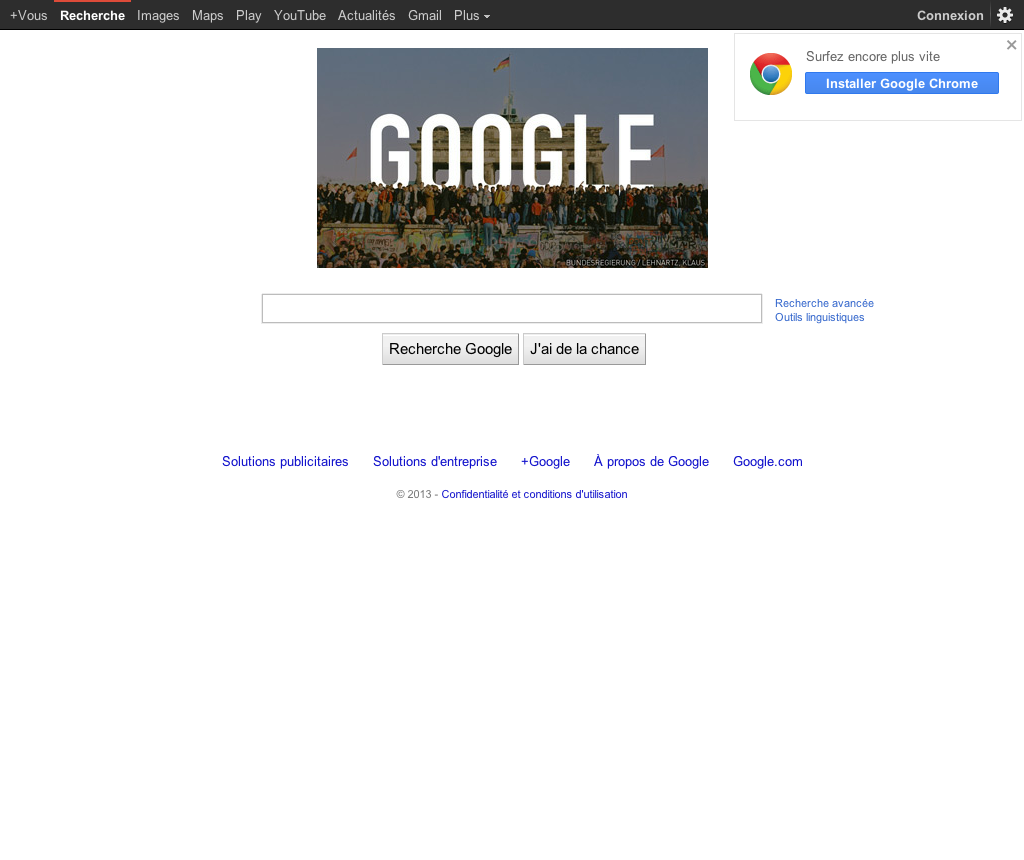 +Vous Recherche Images Maps Play YouTube Actualités Gmail Plus Connexion
Surfez encore plus vite
Installer Google Chrome
GOOGLE
BUNDESREGIERUNG / LEHNARTZ, KLAUS
Recherche avancée
Outils linguistiques
Recherche Google J'ai de la chance
Solutions publicitaires Solutions d'entreprise +Google À propos de Google Google.com
© 2013 - Confidentialité et conditions d'utilisation